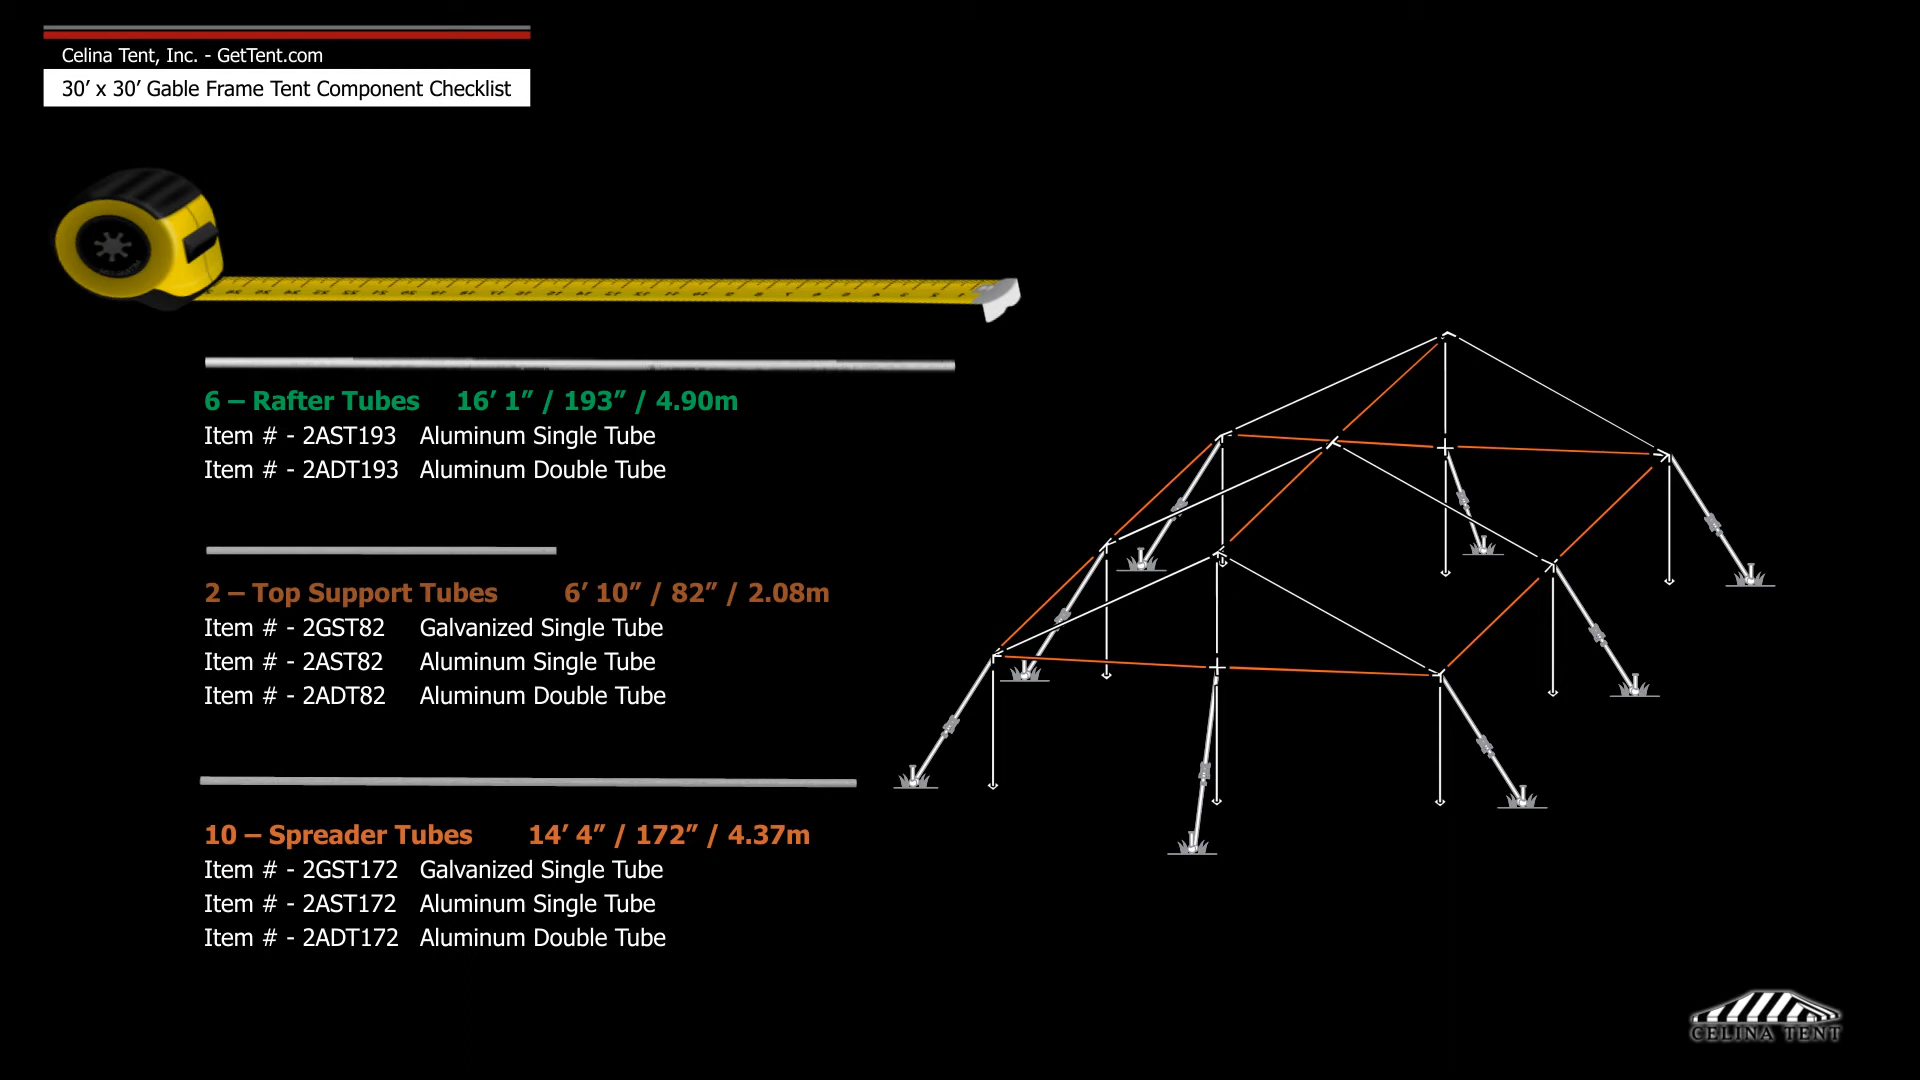 Celina Tent, Inc. - GetTent.com
30’ x 30’ Gable Frame Tent Component Checklist
6 – Rafter Tubes 16’ 1” / 193” / 4.90m
Item # - 2AST193 Aluminum Single Tube
Item # - 2ADT193 Aluminum Double Tube
2 – Top Support Tubes 6’ 10” / 82” / 2.08m
Item # - 2GST82 Galvanized Single Tube
Item # - 2AST82 Aluminum Single Tube
Item # - 2ADT82 Aluminum Double Tube
10 – Spreader Tubes 14’ 4” / 172” / 4.37m
Item # - 2GST172 Galvanized Single Tube
Item # - 2AST172 Aluminum Single Tube
Item # - 2ADT172 Aluminum Double Tube
CELINA TENT